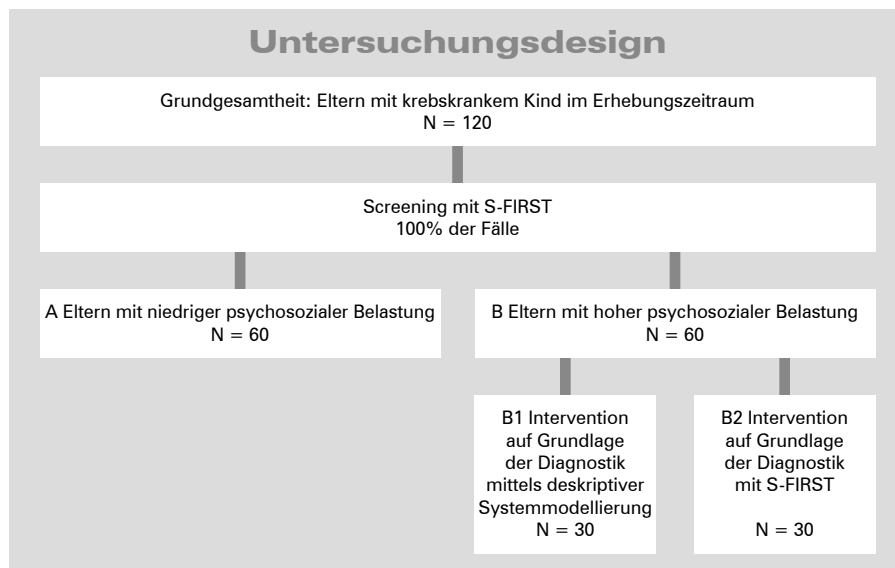 Untersuchungsdesign
Grundgesamtheit: Eltern mit krebskrankem Kind im Erhebungszeitraum
N = 120
Screening mit S-FIRST
100% der Fälle
A Eltern mit niedriger psychosozialer Belastung
N = 60
B Eltern mit hoher psychosozialer Belastung
N = 60
B1 Intervention
auf Grundlage
der Diagnostik
mittels deskriptiver
Systemmodellierung
N = 30
B2 Intervention
auf Grundlage
der Diagnostik
mit S-FIRST
N = 30